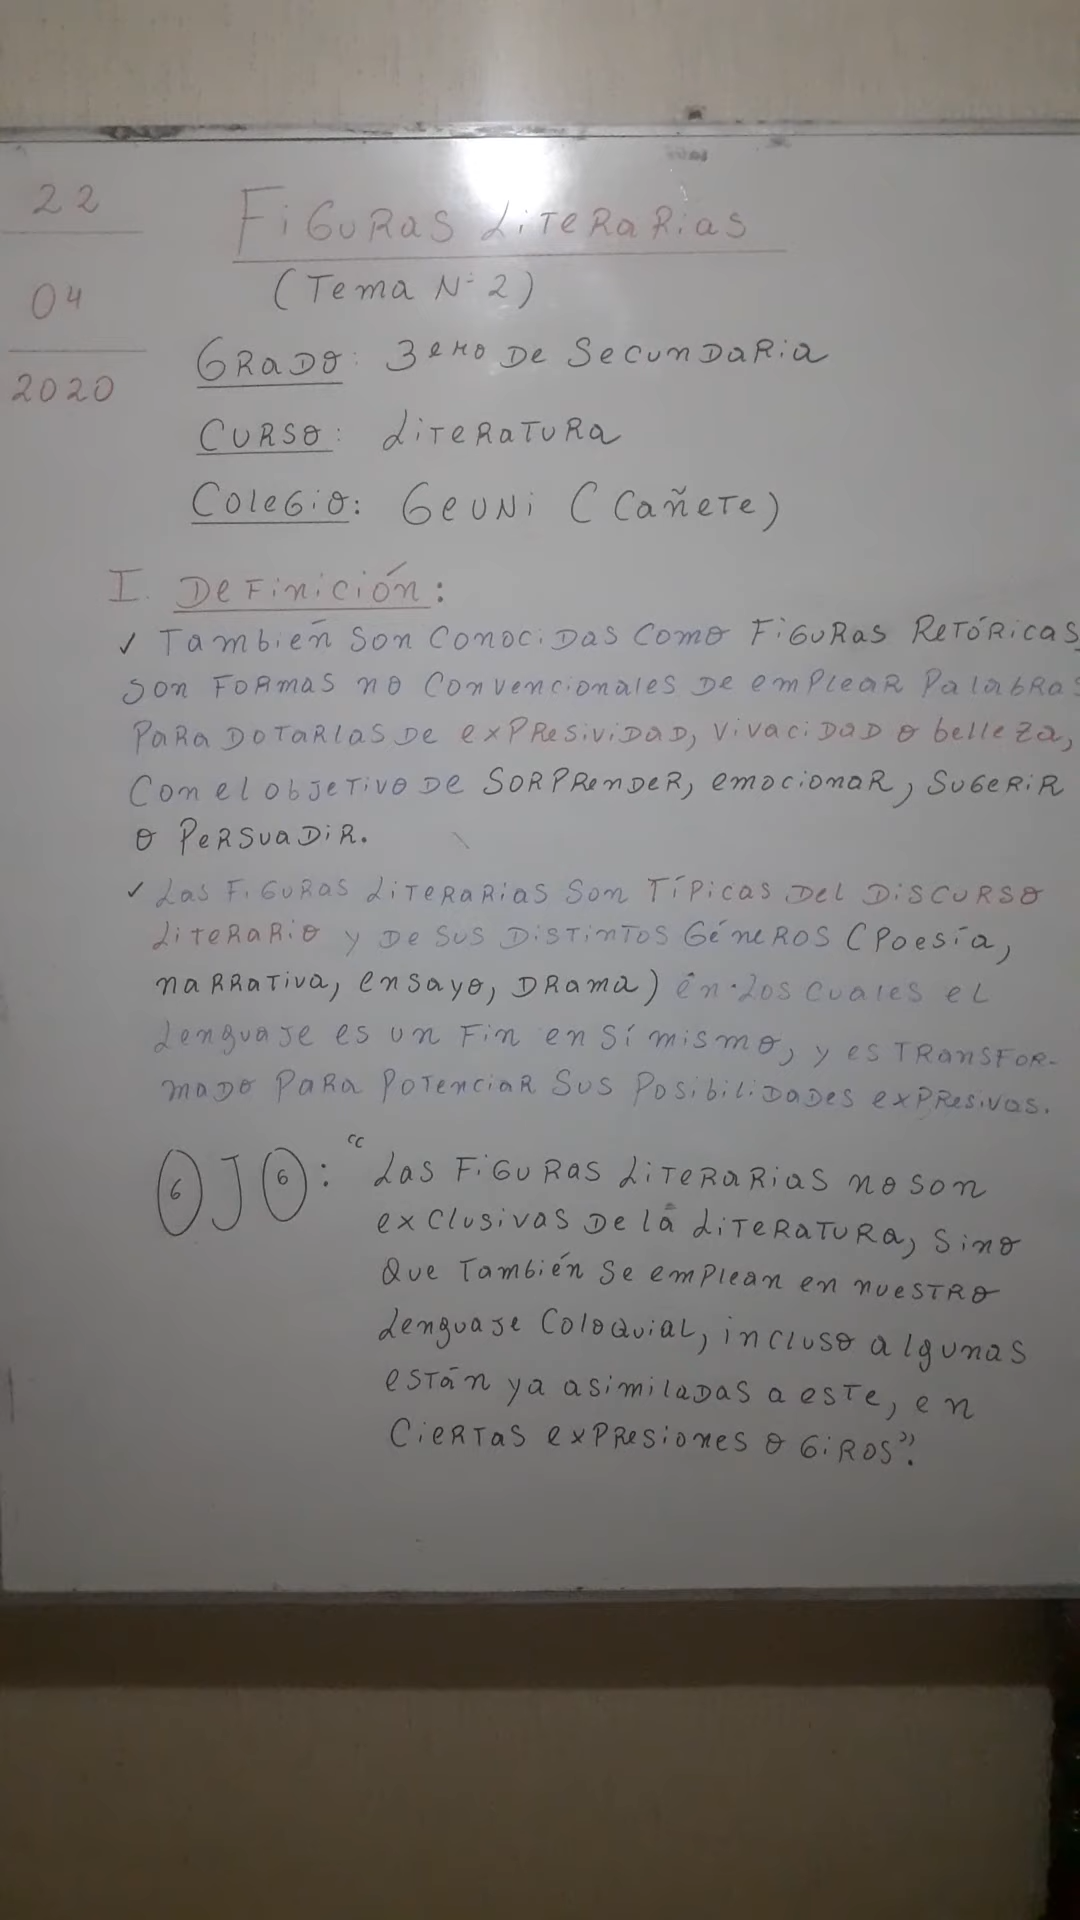 22
04
2020
FiGURas LiTeRaRias
(Tema N° 2)
GRaDO: 3eRo De SecunDaRia
CURSO: LiTeRaTURa
ColeGiO: GeUNi (Cañete)
I. DeFinición:
✓ También son conociDas como FiGURas ReTóRicas,
son FoRmas no convencionales De emPleaR PalabRas
PaRa DoTaRlas De exPResiviDaD, vivaciDaD o belleza,
con el objeTivo De SoRPRenDeR, emocionaR, SuGeRiR
o PeRSuaDiR.
✓ Las FiGURas LiTeRaRias Son TíPicas Del DiScuRSo
LiTeRaRio y De sus DisTinTos GéneRos (Poesía,
naRRaTiva, ensayo, DRama) en los cuales el
Lenguaje es un Fin en Sí mismo, y es TRansFoR-
maDo PaRa PoTenciaR Sus PosibiliDaDes exPResivas.
OJO: "Las FiGURas LiTeRaRias no son
exclusivas De la LiTeRaTURa, Sino
Que También Se emPlean en nuesTRo
Lenguaje ColoQuial, incluso algunas
esTán ya asimilaDas a esTe, en
CieRTas exPResiones o GiRos".